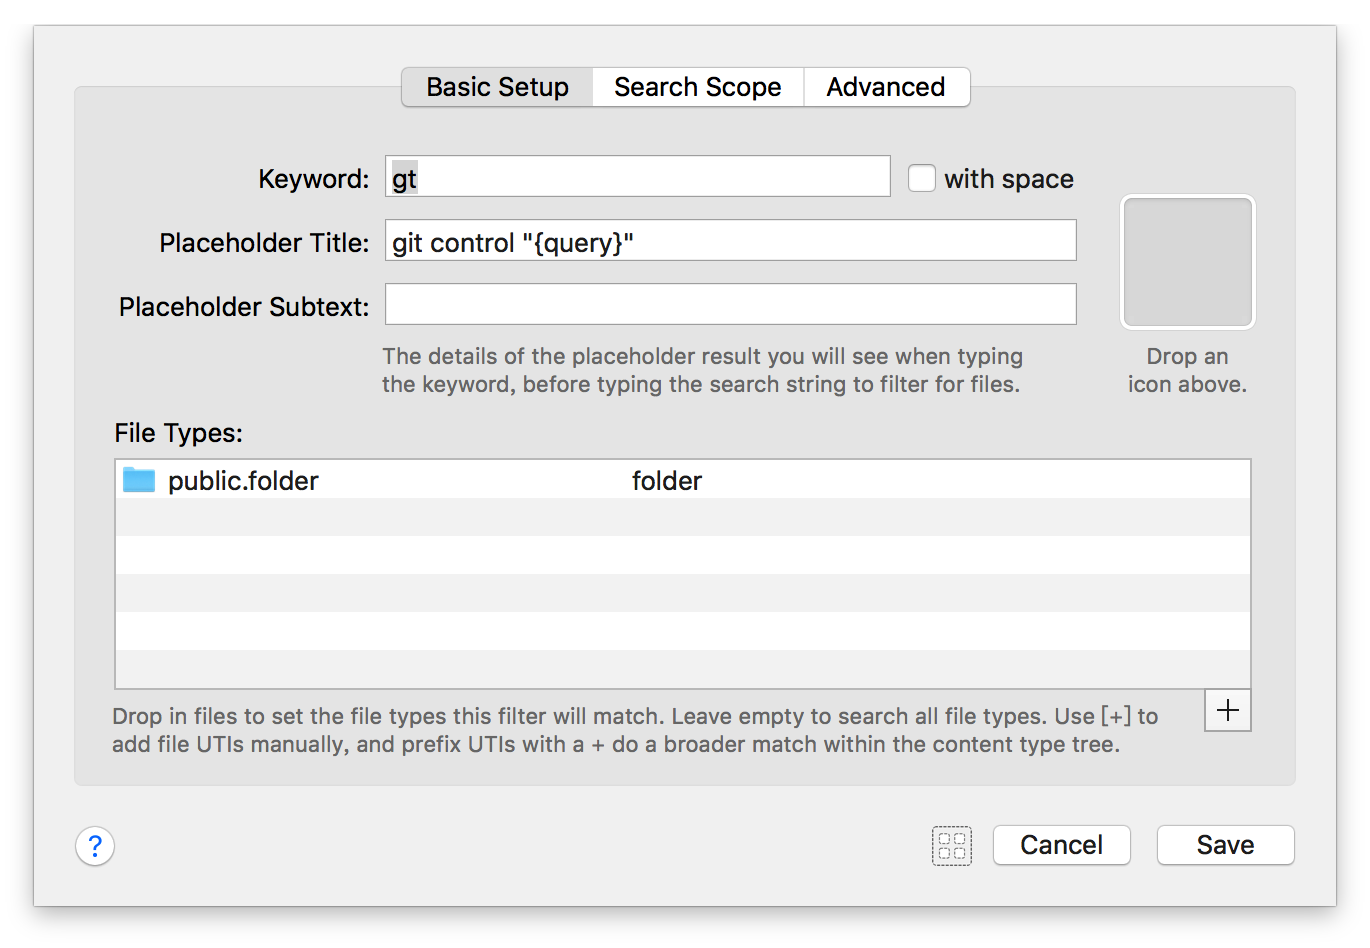 Basic Setup Search Scope Advanced
Keyword: gt with space
Placeholder Title: git control "{query}"
Placeholder Subtext:
The details of the placeholder result you will see when typing
the keyword, before typing the search string to filter for files.
Drop an
icon above.
File Types:
public.folder folder
Drop in files to set the file types this filter will match. Leave empty to search all file types. Use [+] to
add file UTIs manually, and prefix UTIs with a + do a broader match within the content type tree.
+
? Cancel Save